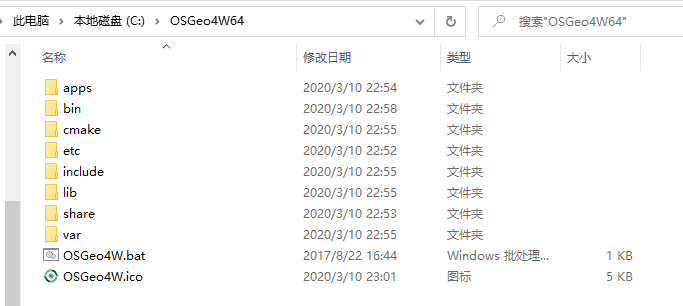 此电脑 › 本地磁盘 (C:) › OSGeo4W64 搜索"OSGeo4W64"
名称 修改日期 类型 大小
apps 2020/3/10 22:54 文件夹
bin 2020/3/10 22:58 文件夹
cmake 2020/3/10 22:55 文件夹
etc 2020/3/10 22:52 文件夹
include 2020/3/10 22:55 文件夹
lib 2020/3/10 22:55 文件夹
share 2020/3/10 22:53 文件夹
var 2020/3/10 22:55 文件夹
OSGeo4W.bat 2017/8/22 16:44 Windows 批处理... 1 KB
OSGeo4W.ico 2020/3/10 23:01 图标 5 KB